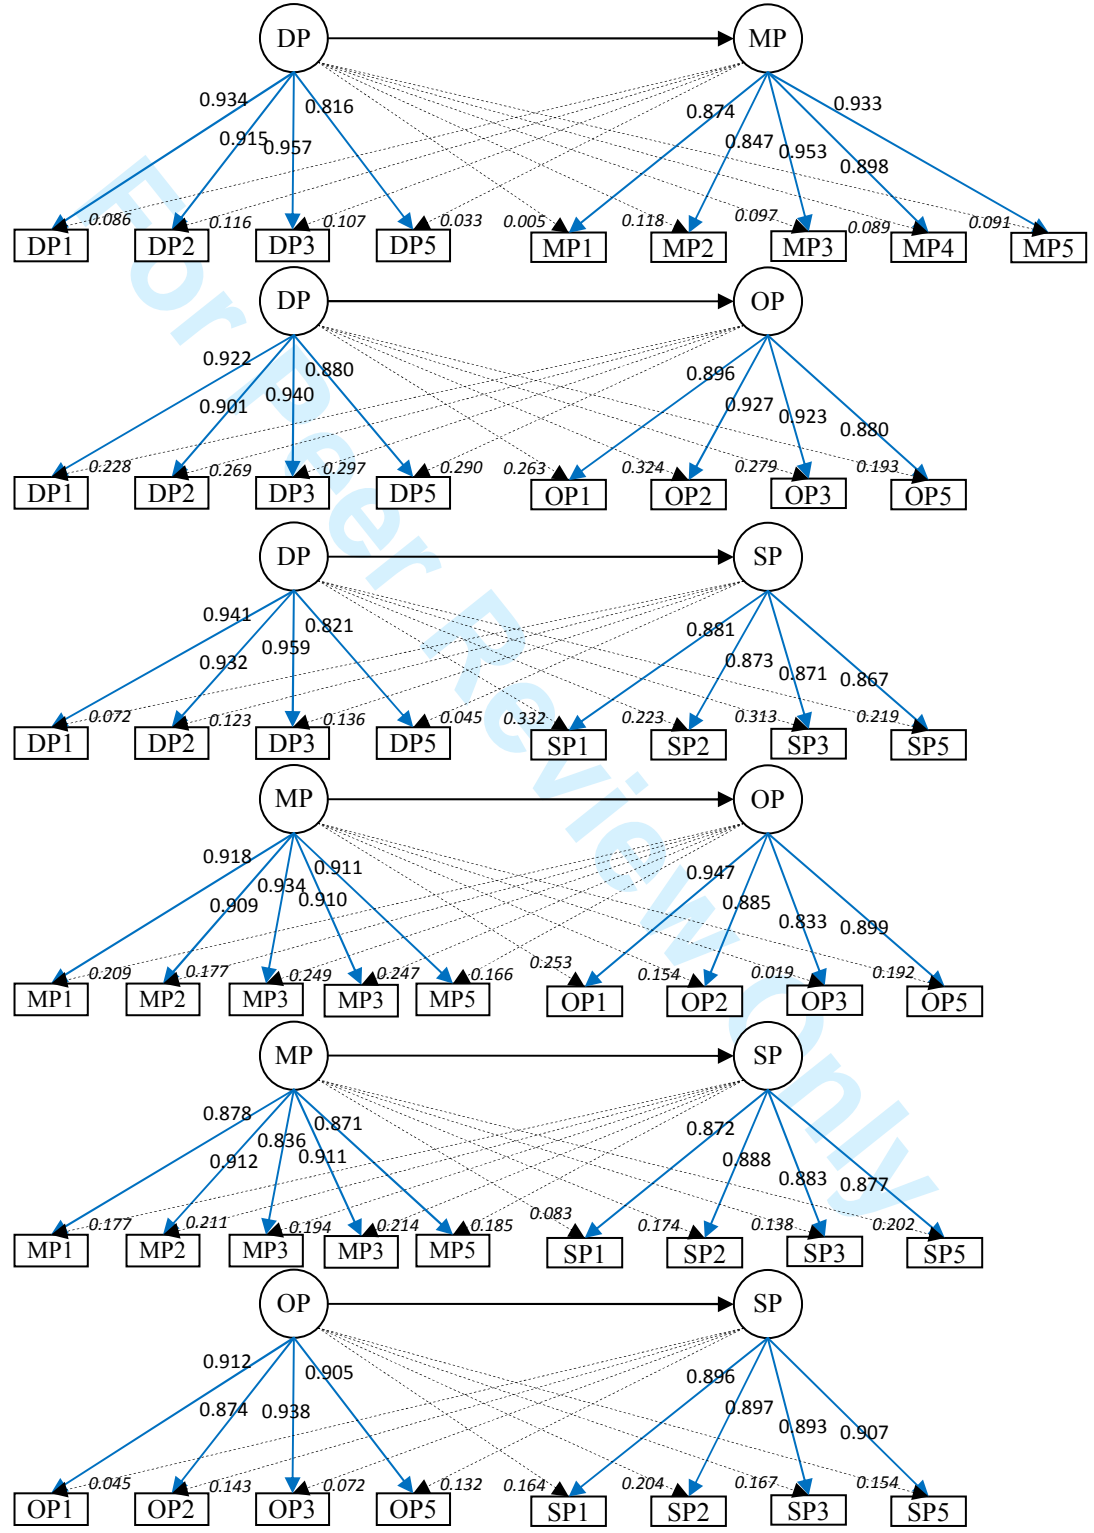 DP MP
0.934 0.816 0.874 0.933
0.915 0.957 0.847 0.953 0.898
0.086 0.116 0.107 0.033 0.005 0.118 0.097 0.089 0.091
DP1 DP2 DP3 DP5 MP1 MP2 MP3 MP4 MP5
DP OP
0.922 0.880 0.896
0.901 0.940 0.927 0.923 0.880
0.228 0.269 0.297 0.290 0.263 0.324 0.279 0.193
DP1 DP2 DP3 DP5 OP1 OP2 OP3 OP5
DP SP
0.941 0.821 0.881
0.932 0.959 0.873 0.871 0.867
0.072 0.123 0.136 0.045 0.332 0.223 0.313 0.219
DP1 DP2 DP3 DP5 SP1 SP2 SP3 SP5
MP OP
0.918 0.911 0.947
0.909 0.934 0.910 0.885 0.833 0.899
0.209 0.177 0.249 0.247 0.166 0.253 0.154 0.019 0.192
MP1 MP2 MP3 MP3 MP5 OP1 OP2 OP3 OP5
MP SP
0.878 0.871 0.872
0.912 0.836 0.911 0.888 0.883 0.877
0.177 0.211 0.194 0.214 0.185 0.083 0.174 0.138 0.202
MP1 MP2 MP3 MP3 MP5 SP1 SP2 SP3 SP5
OP SP
0.912 0.905 0.896
0.874 0.938 0.897 0.893 0.907
0.045 0.143 0.072 0.132 0.164 0.204 0.167 0.154
OP1 OP2 OP3 OP5 SP1 SP2 SP3 SP5
For Peer Review Only